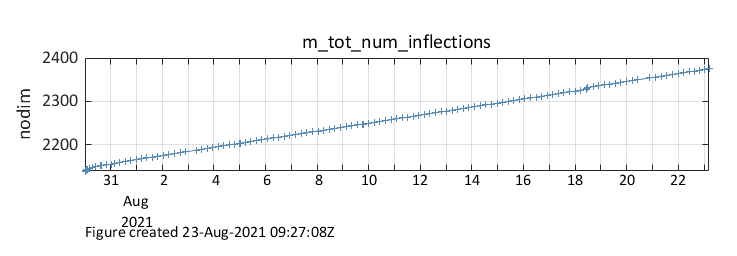 m_tot_num_inflections
2400
2300
2200
nodim
31 2 4 6 8 10 12 14 16 18 20 22
Aug
2021
Figure created 23-Aug-2021 09:27:08Z